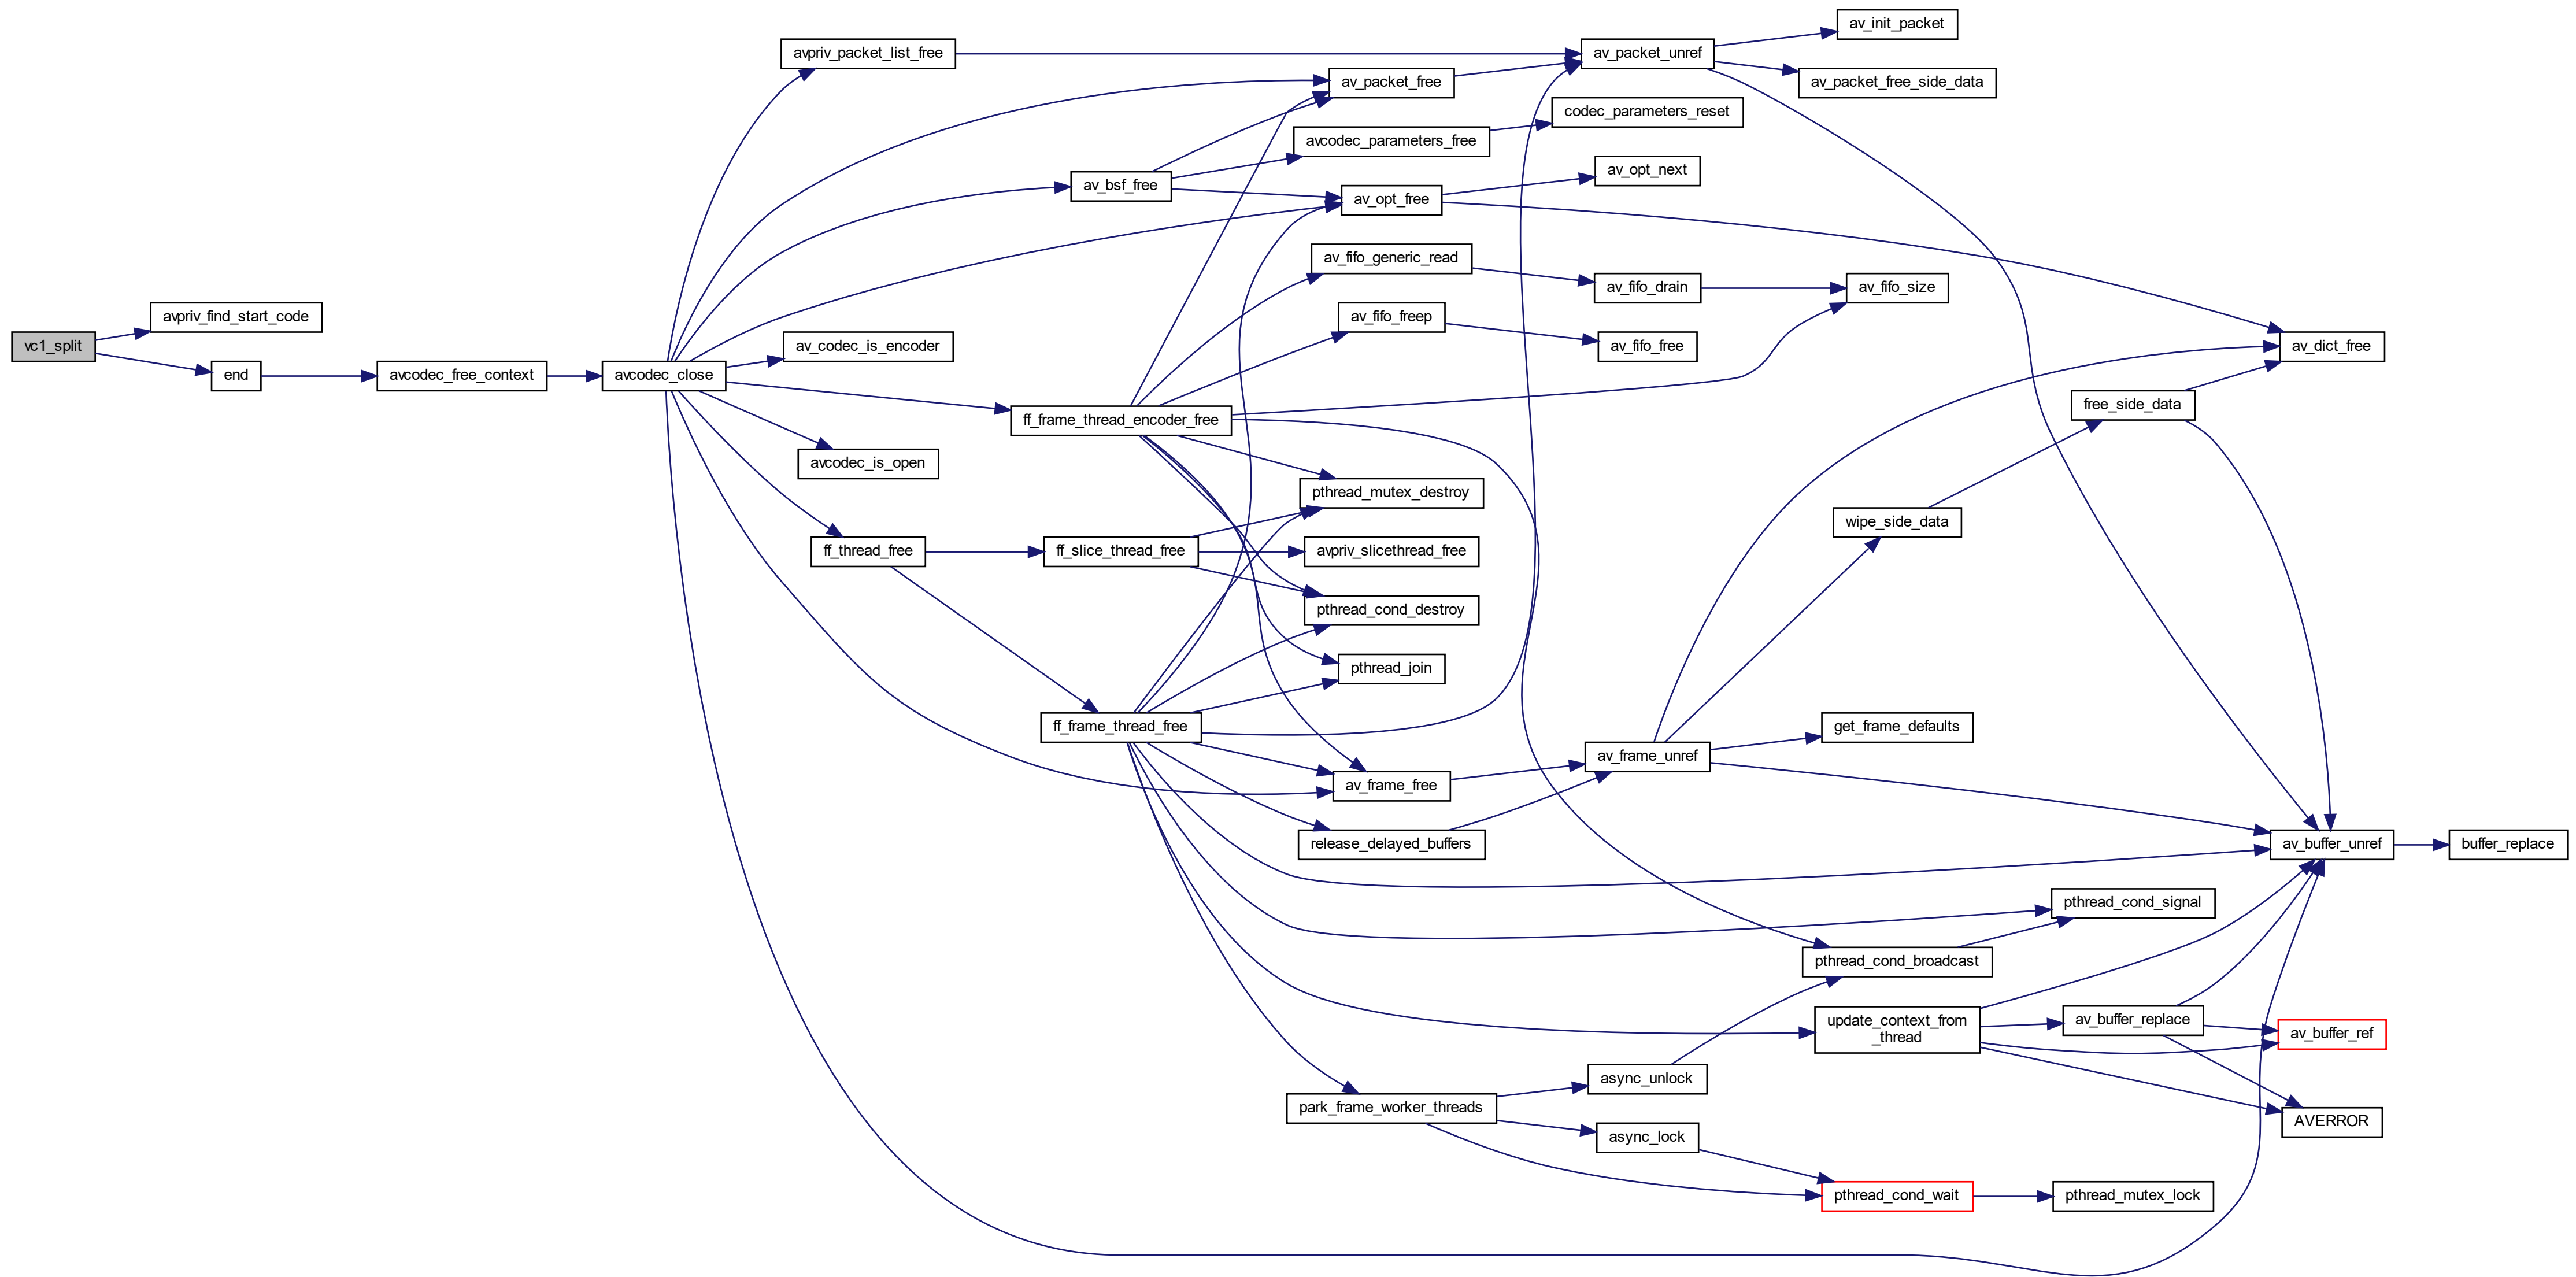 vc1_split
avpriv_find_start_code
end
avcodec_free_context
avcodec_close
avpriv_packet_list_free
av_codec_is_encoder
avcodec_is_open
ff_thread_free
av_bsf_free
ff_frame_thread_encoder_free
ff_slice_thread_free
ff_frame_thread_free
av_packet_free
avcodec_parameters_free
av_opt_free
av_fifo_generic_read
av_fifo_freep
pthread_mutex_destroy
avpriv_slicethread_free
pthread_cond_destroy
pthread_join
av_frame_free
release_delayed_buffers
park_frame_worker_threads
av_packet_unref
codec_parameters_reset
av_opt_next
av_fifo_drain
av_fifo_free
av_frame_unref
async_unlock
async_lock
av_init_packet
av_packet_free_side_data
av_fifo_size
wipe_side_data
get_frame_defaults
pthread_cond_broadcast
update_context_from
_thread
pthread_cond_wait
free_side_data
pthread_cond_signal
av_buffer_replace
pthread_mutex_lock
av_dict_free
av_buffer_unref
av_buffer_ref
AVERROR
buffer_replace